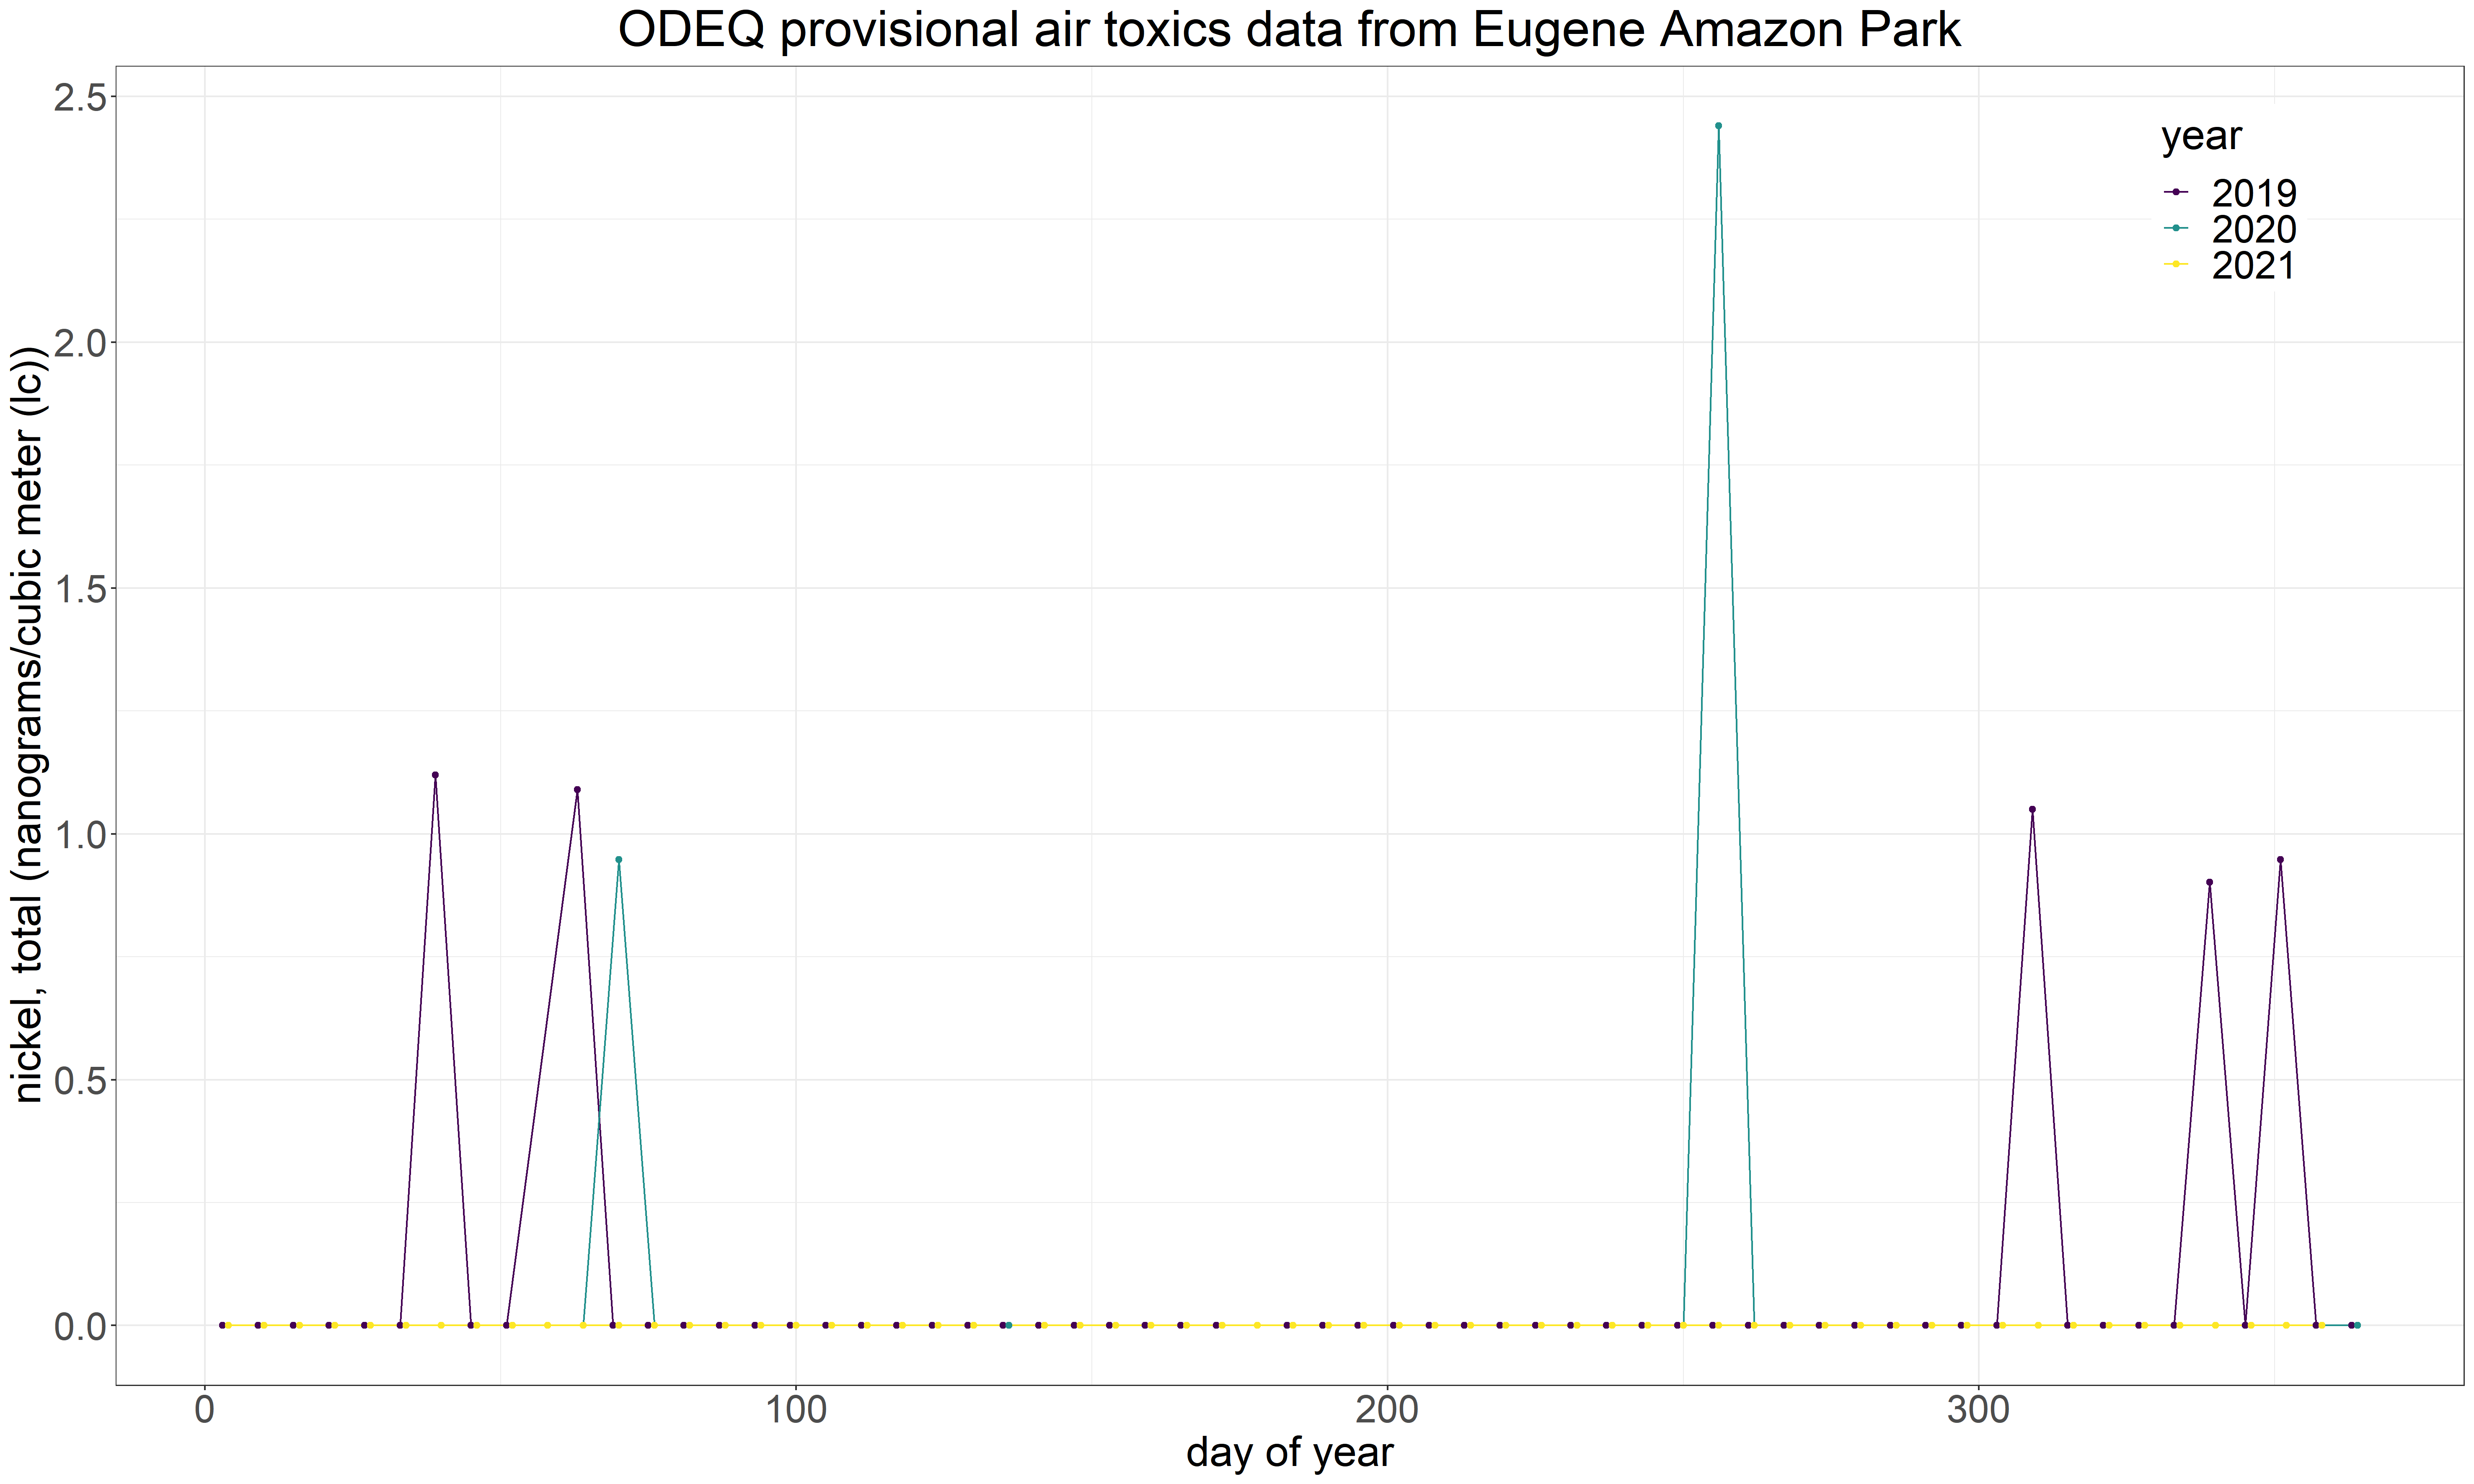 ODEQ provisional air toxics data from Eugene Amazon Park
nickel, total (nanograms/cubic meter (lc))
2.5
2.0
1.5
1.0
0.5
0.0
year
2019
2020
2021
0 100 200 300
day of year